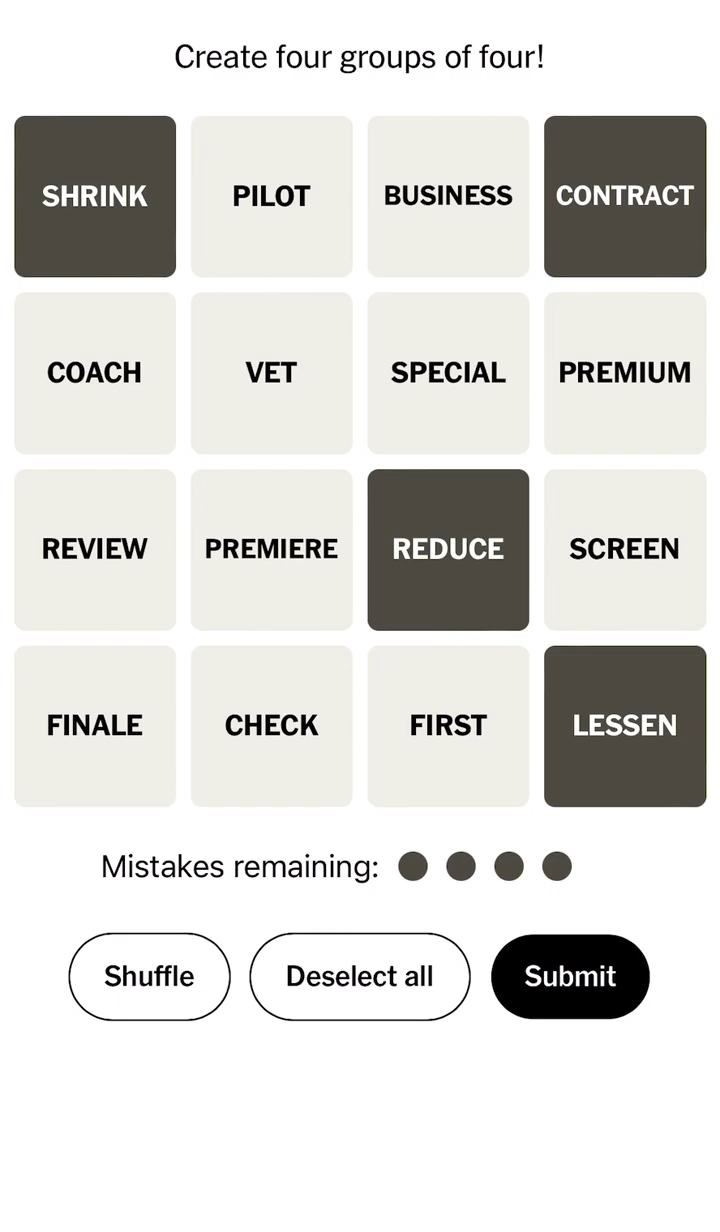 Create four groups of four!
SHRINK PILOT BUSINESS CONTRACT
COACH VET SPECIAL PREMIUM
REVIEW PREMIERE REDUCE SCREEN
FINALE CHECK FIRST LESSEN
Mistakes remaining:
Shuffle Deselect all Submit